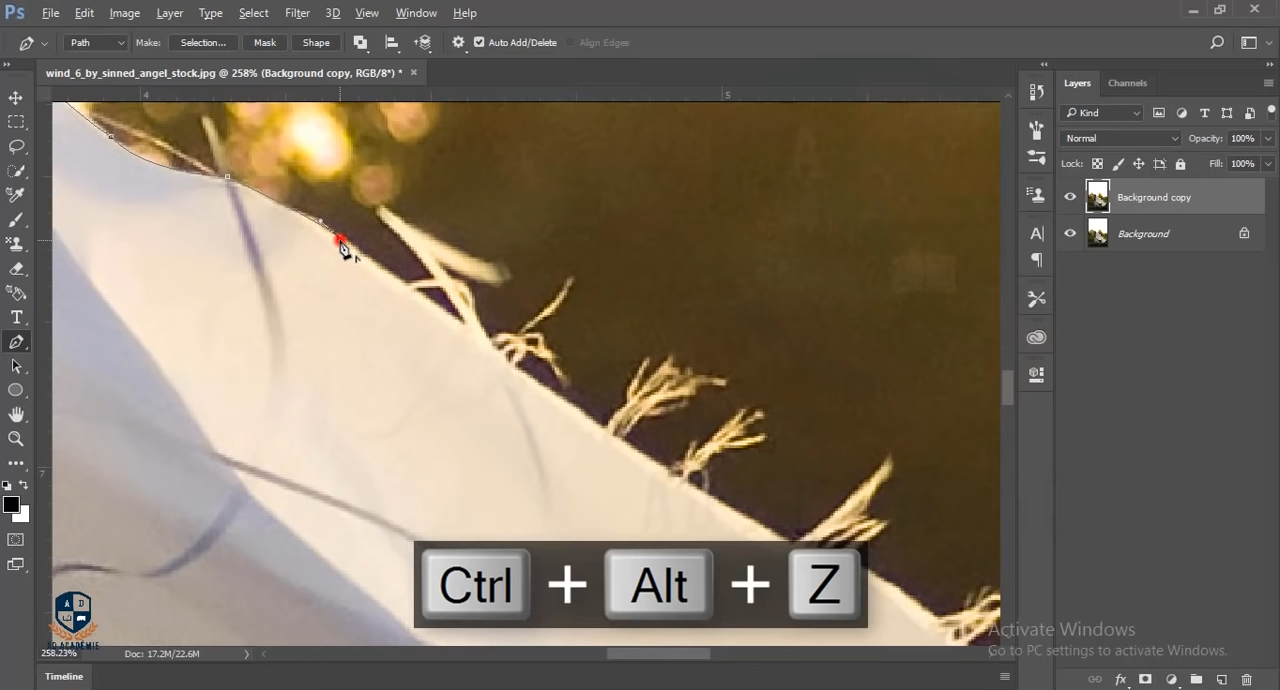 Ps File Edit Image Layer Type Select Filter 3D View Window Help
Path Make: Selection... Mask Shape Auto Add/Delete Align Edges
wind_6_by_sinned_angel_stock.jpg @ 258% (Background copy, RGB/8*) *
4 5
7
Layers Channels
Kind
Normal Opacity: 100%
Lock: Fill: 100%
Background copy
Background
Ctrl + Alt + Z
A D
Activate Windows
Go to PC settings to activate Windows.
258.23% Doc: 17.2M/22.6M
Timeline